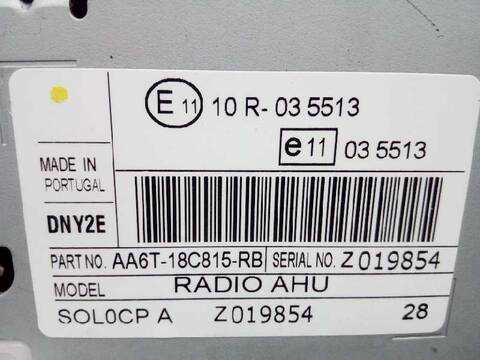 E 11 10 R- 03 5513
e11 03 5513
MADE IN
PORTUGAL
DNY2E
PART NO. AA6T-18C815-RB SERIAL NO. Z019854
MODEL RADIO AHU
SOL0CP A Z019854 28